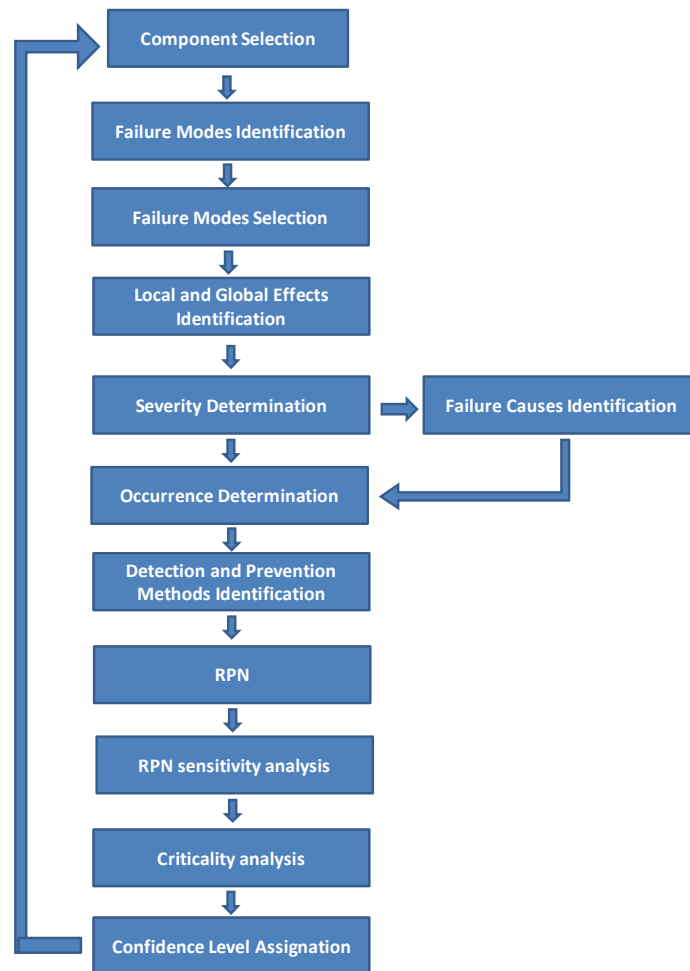 Component Selection
Failure Modes Identification
Failure Modes Selection
Local and Global Effects
Identification
Severity Determination
Failure Causes Identification
Occurrence Determination
Detection and Prevention
Methods Identification
RPN
RPN sensitivity analysis
Criticality analysis
Confidence Level Assignation